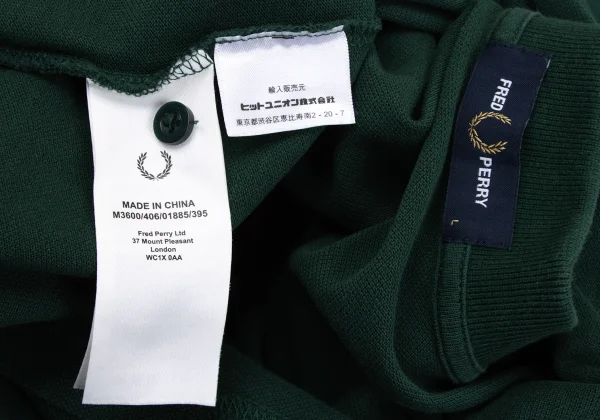 MADE IN CHINA
M3600/406/01885/395
Fred Perry Ltd
37 Mount Pleasant
London
WC1X 0AA
輸入販売元
ヒットユニオン株式会社
東京都渋谷区恵比寿南2-20-7
FRED PERRY
L